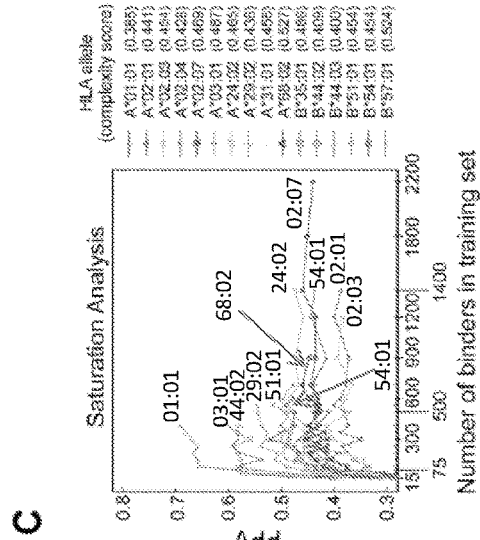 C
Saturation Analysis
HLA allele
(complexity score)
A*01:01 (0.385)
A*02:01 (0.441)
A*02:03 (0.454)
A*02:04 (0.428)
A*02:07 (0.469)
A*03:01 (0.497)
A*24:02 (0.465)
A*29:02 (0.436)
A*31:01 (0.456)
A*68:02 (0.527)
B*35:01 (0.486)
B*44:02 (0.409)
B*44:03 (0.400)
B*51:01 (0.454)
B*54:01 (0.454)
B*57:01 (0.524)
0.8
0.7
0.6
0.5
0.4
0.3
01:01
03:01
44:02
29:02
51:01
68:02
24:02
54:01
02:07
02:01
02:03
54:01
15 300 600 900 1200 1800 2200
75 500 1400
Number of binders in training set